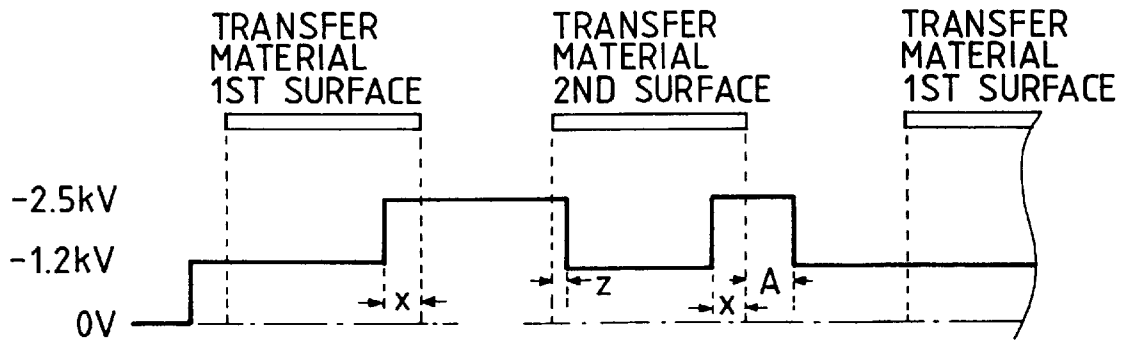 TRANSFER
MATERIAL
1ST SURFACE
TRANSFER
MATERIAL
2ND SURFACE
TRANSFER
MATERIAL
1ST SURFACE
-2.5kV
-1.2kV
0V
x
z
x
A